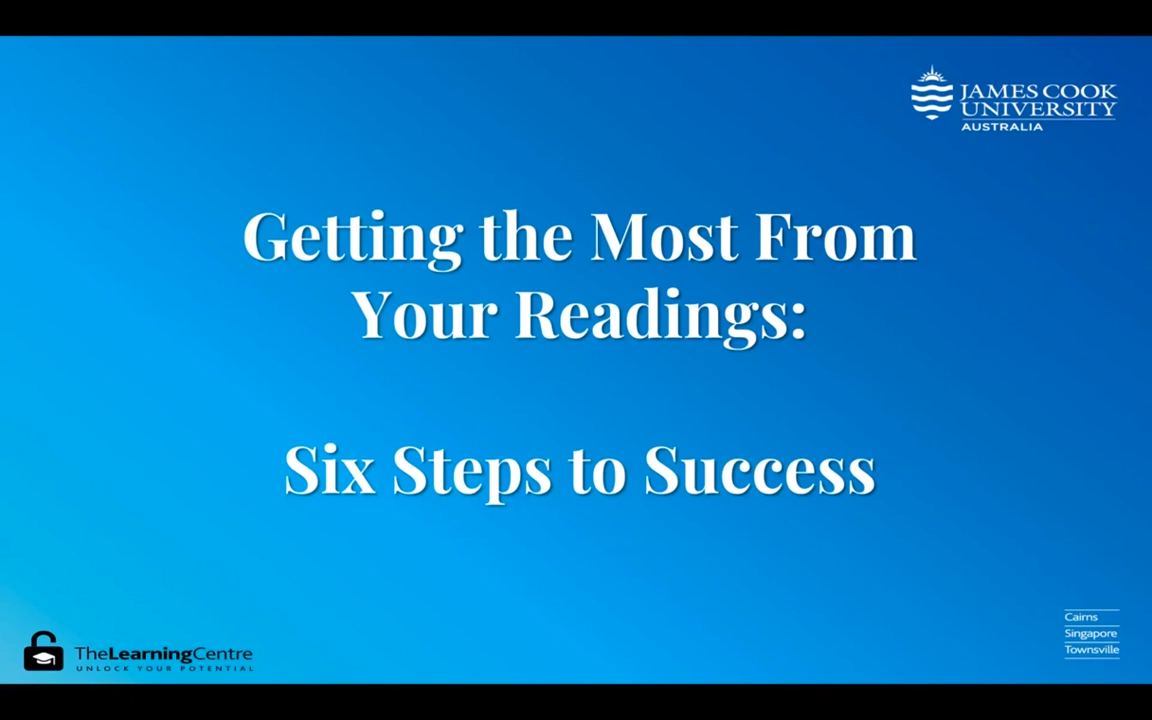 JAMES COOK
UNIVERSITY
AUSTRALIA
Getting the Most From
Your Readings:
Six Steps to Success
TheLearningCentre
UNLOCK YOUR POTENTIAL
Cairns
Singapore
Townsville